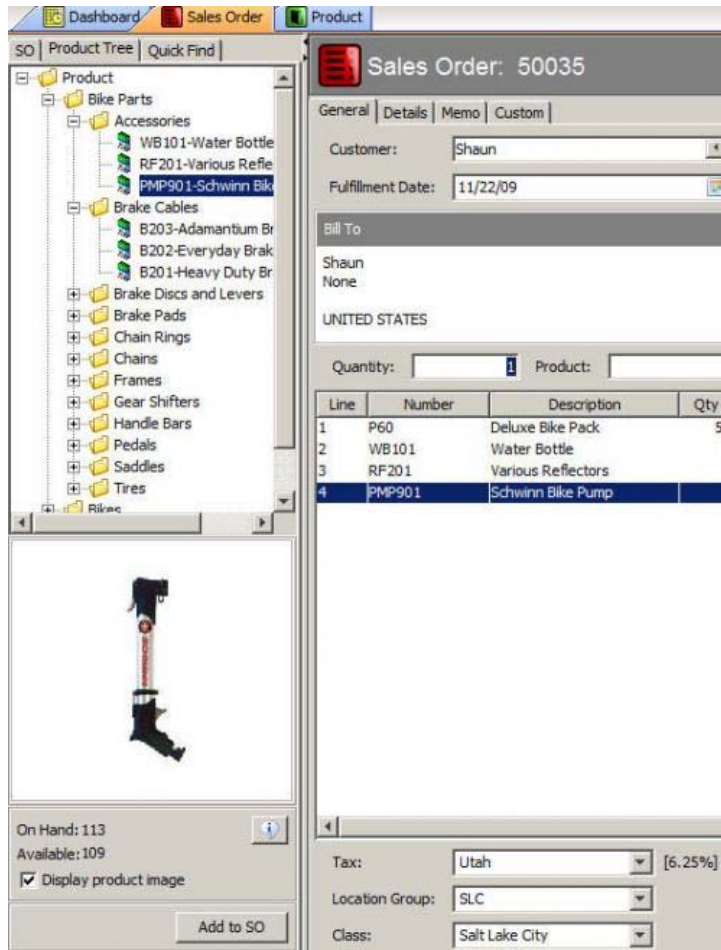 Dashboard Sales Order Product
SO Product Tree Quick Find
Product
Bike Parts
Accessories
WB101-Water Bottle
RF201-Various Refle
PMP901-Schwinn Bik
Brake Cables
B203-Adamantium Br
B202-Everyday Brak
B201-Heavy Duty Br
Brake Discs and Levers
Brake Pads
Chain Rings
Chains
Frames
Gear Shifters
Handle Bars
Pedals
Saddles
Tires
Bikes
On Hand: 113
Available: 109
Display product image
Add to SO
Sales Order: 50035
General Details Memo Custom
Customer: Shaun
Fulfillment Date: 11/22/09
Bill To
Shaun
None
UNITED STATES
Quantity: 1 Product:
Line Number Description Qty
1 P60 Deluxe Bike Pack 5
2 WB101 Water Bottle
3 RF201 Various Reflectors
4 PMP901 Schwinn Bike Pump
Tax: Utah [6.25%]
Location Group: SLC
Class: Salt Lake City